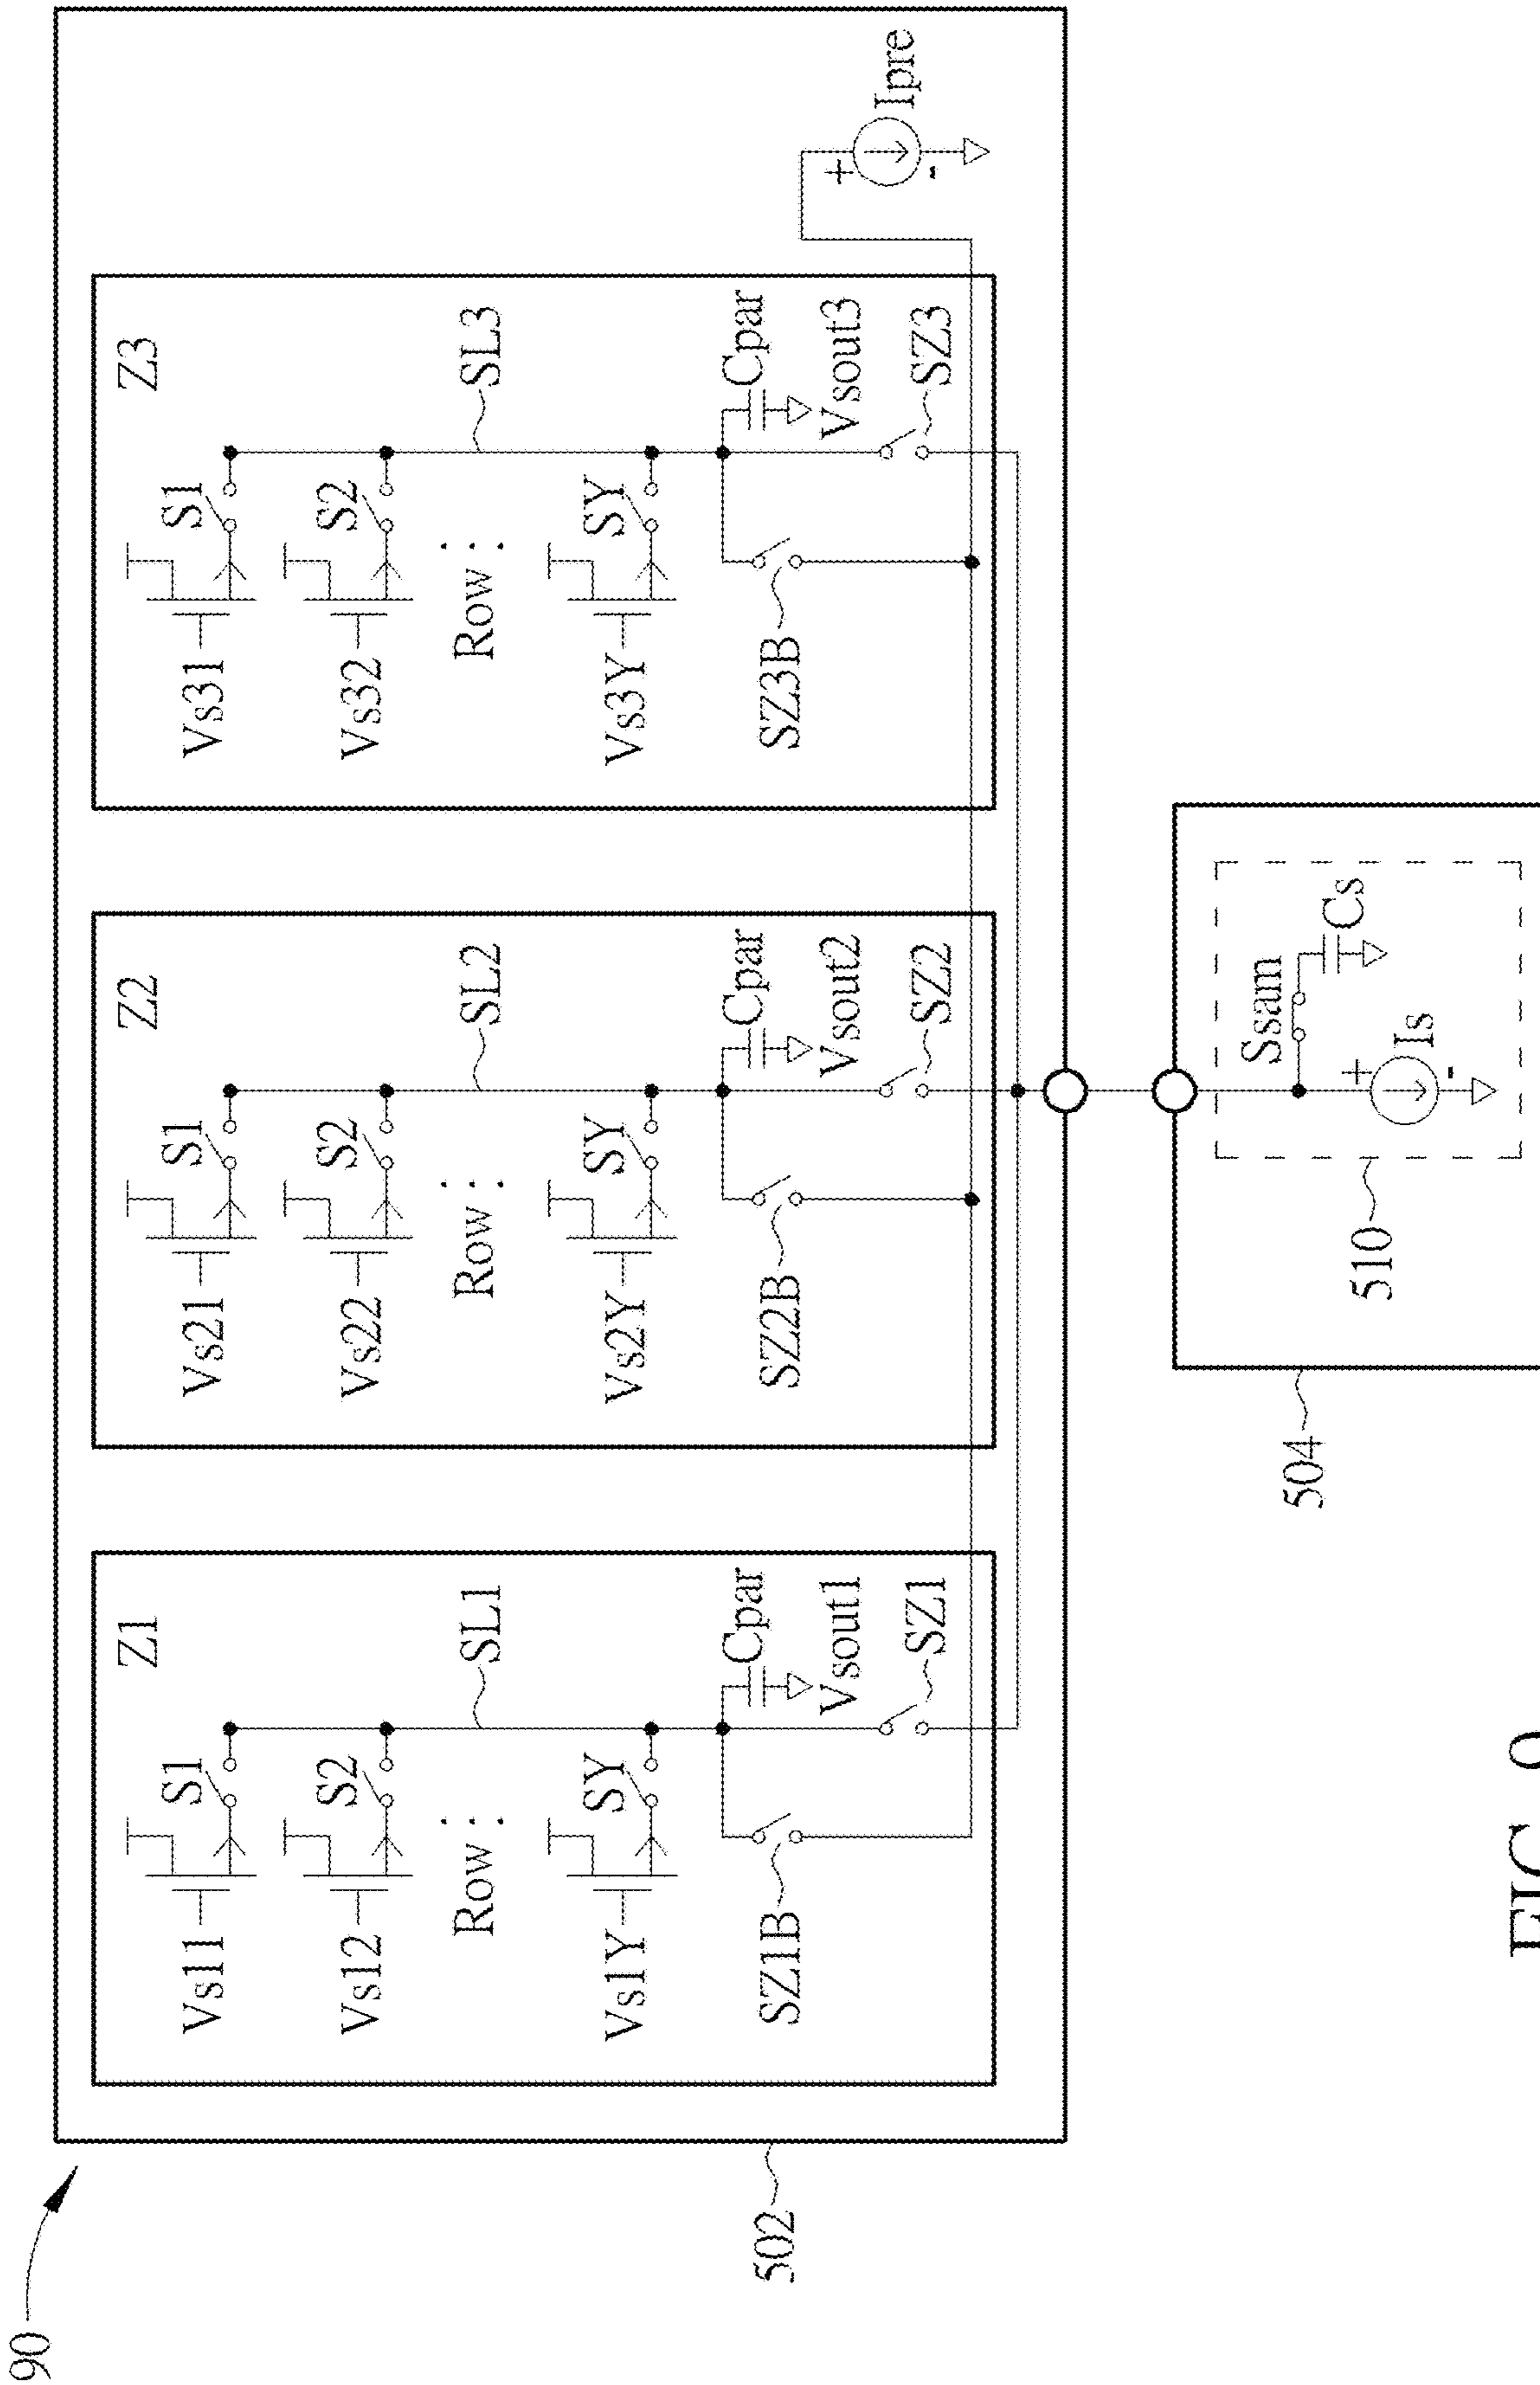 90
502
Z1
Vs11
S1
Vs12
S2
Row
SL1
Vs1Y
SY
Cpar
SZ1B
Vsout1
SZ1
Z2
Vs21
S1
Vs22
S2
Row
SL2
Vs2Y
SY
Cpar
SZ2B
Vsout2
SZ2
Z3
Vs31
S1
Vs32
S2
Row
SL3
Vs3Y
SY
Cpar
SZ3B
Vsout3
SZ3
+
-
Ipre
504
510
Ssam
Cs
+
-
Is
FIG. 9